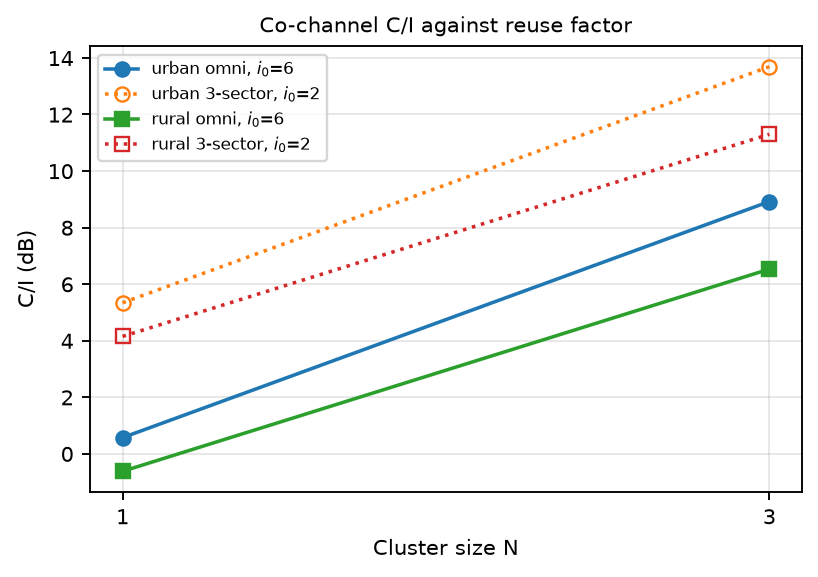 Co-channel C/I against reuse factor
C/I (dB)
14
12
10
8
6
4
2
0
urban omni, i₀=6
urban 3-sector, i₀=2
rural omni, i₀=6
rural 3-sector, i₀=2
1
3
Cluster size N